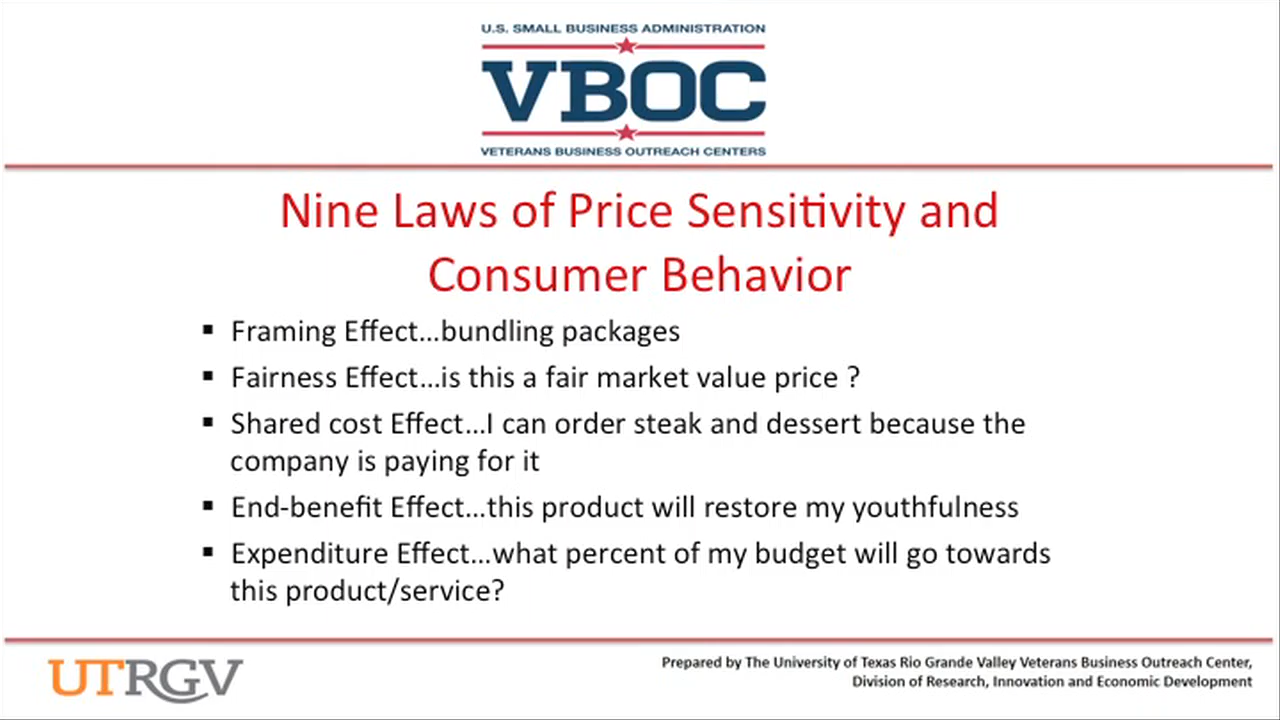 U.S. SMALL BUSINESS ADMINISTRATION
VBOC
VETERANS BUSINESS OUTREACH CENTERS
Nine Laws of Price Sensitivity and
Consumer Behavior
▪ Framing Effect...bundling packages
▪ Fairness Effect...is this a fair market value price ?
▪ Shared cost Effect...I can order steak and dessert because the
company is paying for it
▪ End-benefit Effect...this product will restore my youthfulness
▪ Expenditure Effect...what percent of my budget will go towards
this product/service?
UTRGV
Prepared by The University of Texas Rio Grande Valley Veterans Business Outreach Center,
Division of Research, Innovation and Economic Development